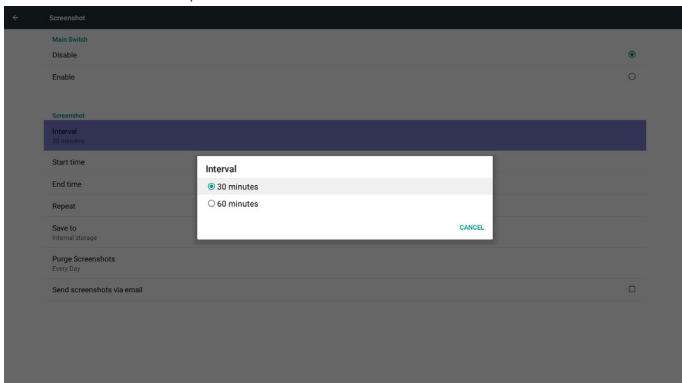 Screenshot
Main Switch
Disable
Enable
Screenshot
Interval
30 minutes
Start time
End time
Repeat
Save to
Internal storage
Purge Screenshots
Every Day
Send screenshots via email
Interval
30 minutes
60 minutes
CANCEL